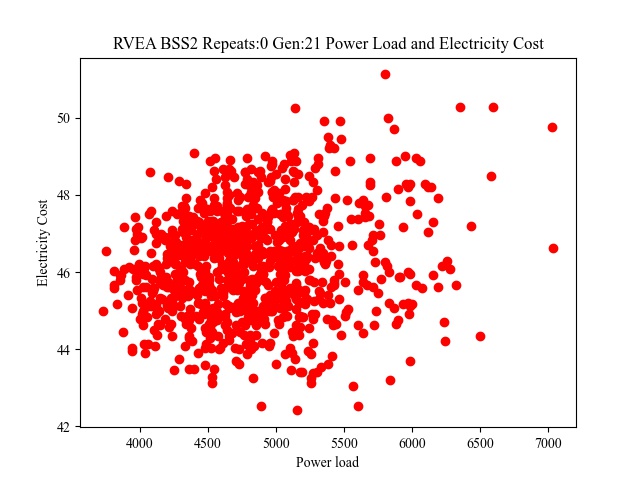 RVEA BSS2 Repeats:0 Gen:21 Power Load and Electricity Cost
50
48
46
44
42
Electricity Cost
4000 4500 5000 5500 6000 6500 7000
Power load